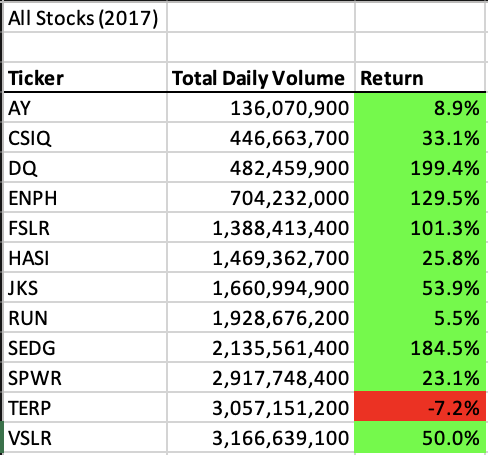 All Stocks (2017)
Ticker Total Daily Volume Return
AY 136,070,900 8.9%
CSIQ 446,663,700 33.1%
DQ 482,459,900 199.4%
ENPH 704,232,000 129.5%
FSLR 1,388,413,400 101.3%
HASI 1,469,362,700 25.8%
JKS 1,660,994,900 53.9%
RUN 1,928,676,200 5.5%
SEDG 2,135,561,400 184.5%
SPWR 2,917,748,400 23.1%
TERP 3,057,151,200 -7.2%
VSLR 3,166,639,100 50.0%